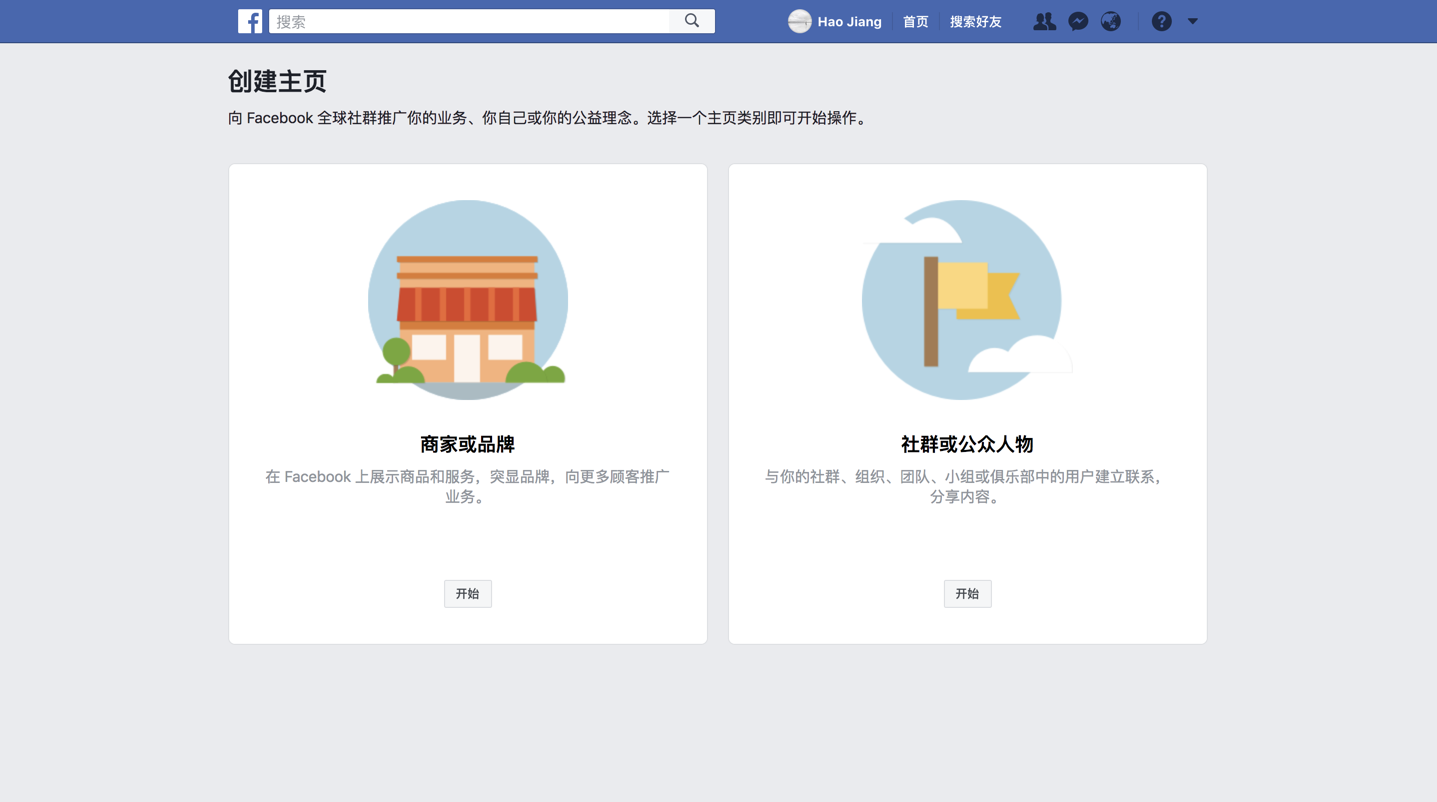 搜索
Hao Jiang 首页 搜索好友
创建主页
向 Facebook 全球社群推广你的业务、你自己或你的公益理念。选择一个主页类别即可开始操作。
商家或品牌
在 Facebook 上展示商品和服务，突显品牌，向更多顾客推广
业务。
开始
社群或公众人物
与你的社群、组织、团队、小组或俱乐部中的用户建立联系，
分享内容。
开始